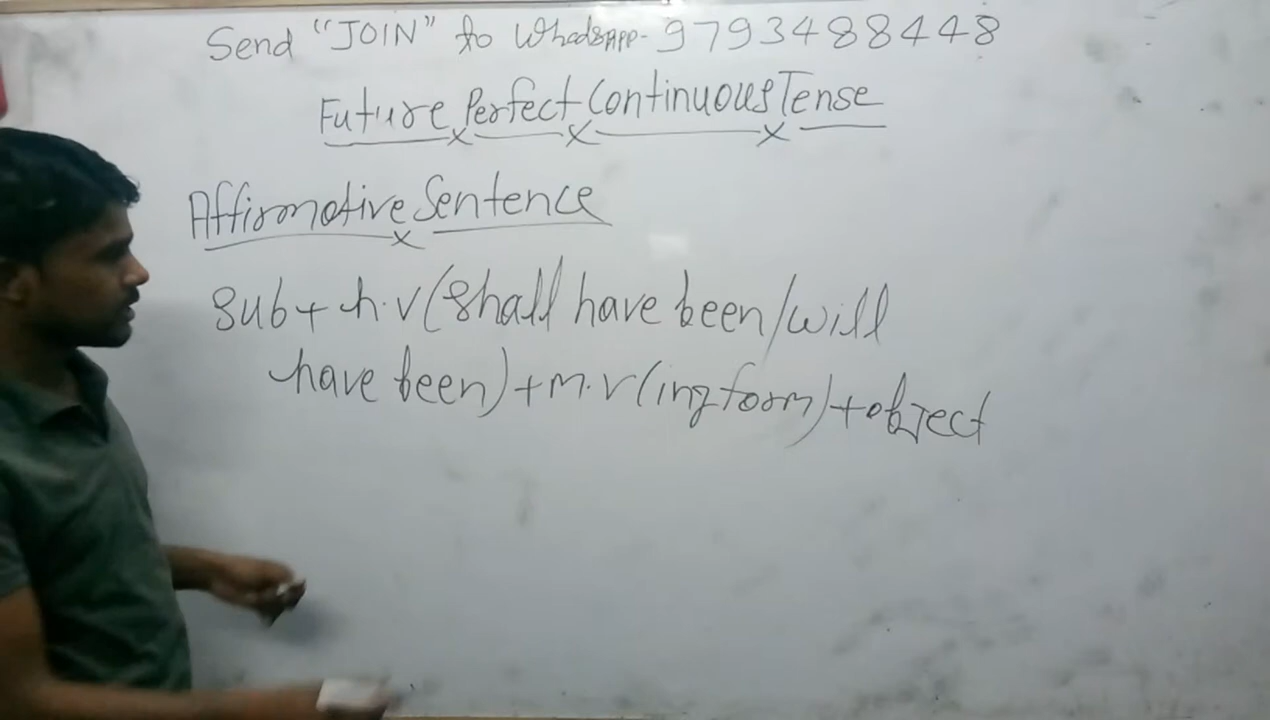 Send "JOIN" to Whatsapp- 9793488448
Future Perfect Continuous Tense
Affirmative Sentence
Sub + h.v (Shall have been/will
have been) + m.v (ing form) + object